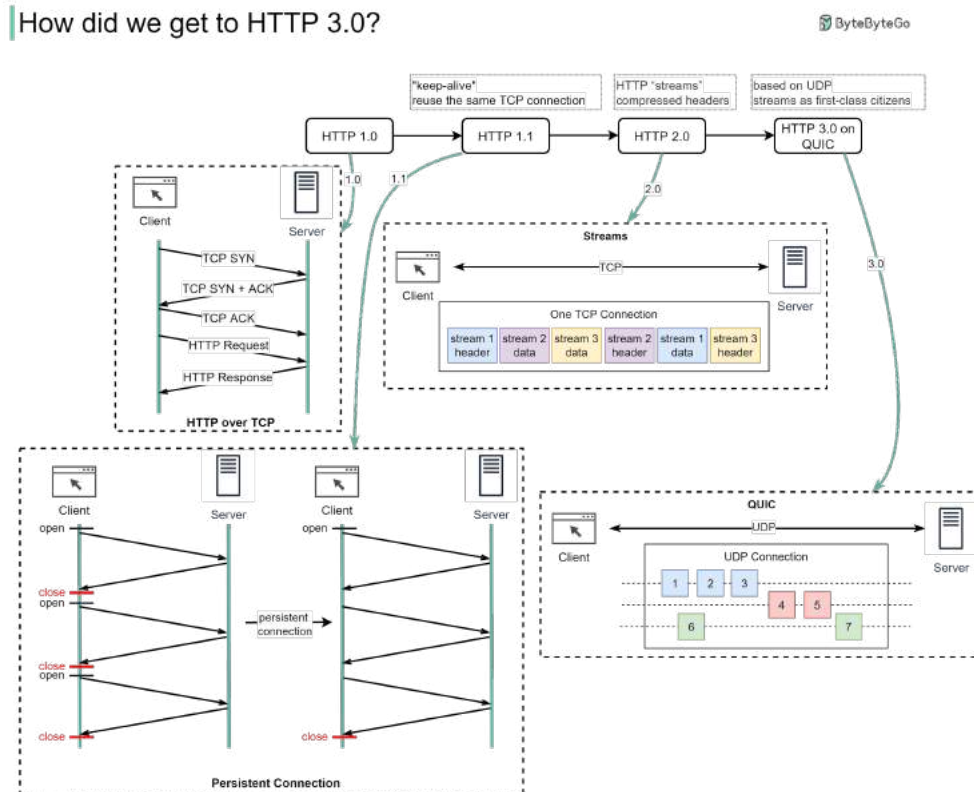 How did we get to HTTP 3.0?
ByteByteGo
"keep-alive"
reuse the same TCP connection
HTTP "streams"
compressed headers
based on UDP
streams as first-class citizens
HTTP 1.0
HTTP 1.1
HTTP 2.0
HTTP 3.0 on
QUIC
1.0
1.1
2.0
3.0
Client
Server
TCP SYN
TCP SYN + ACK
TCP ACK
HTTP Request
HTTP Response
HTTP over TCP
Streams
Client
TCP
Server
One TCP Connection
stream 1
header
stream 2
data
stream 3
data
stream 2
header
stream 1
data
stream 3
header
Client
Server
open
close
open
close
open
close
persistent
connection
Client
Server
open
close
Persistent Connection
QUIC
Client
UDP
Server
UDP Connection
1
2
3
4
5
6
7